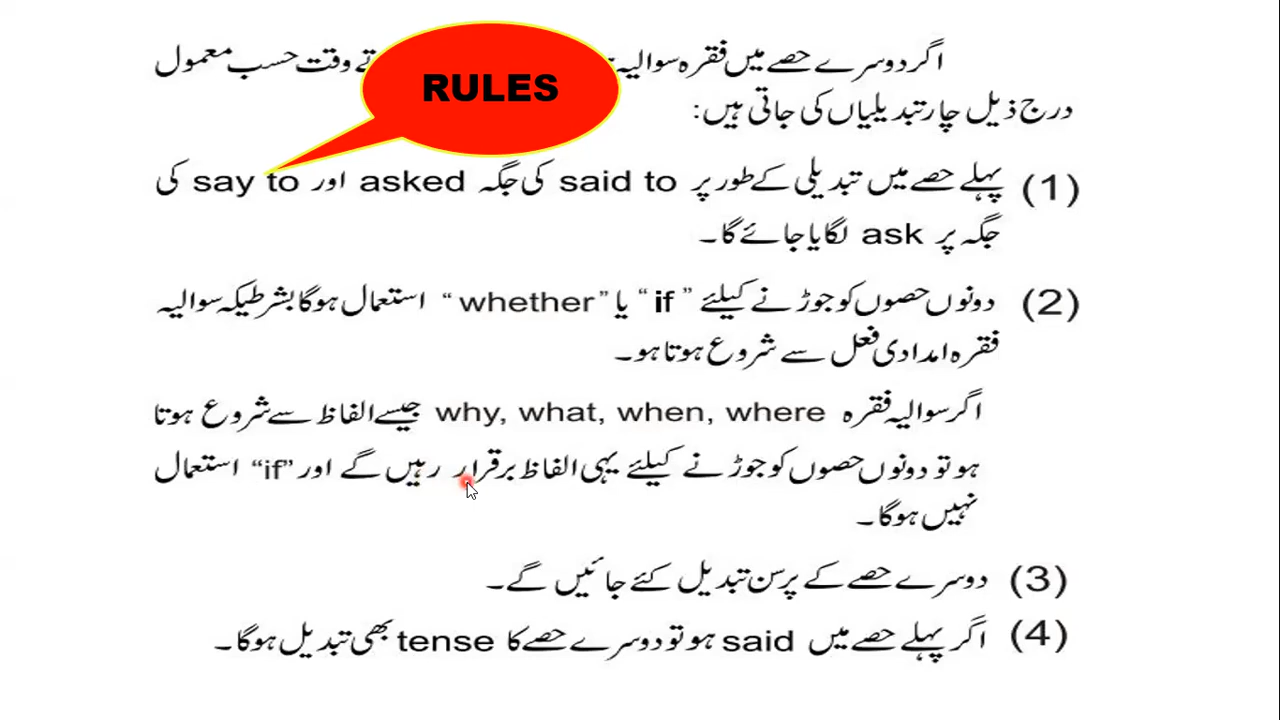 اگر دوسرے حصے میں فقرہ سوالیہ وقت حسب معمول
RULES
درج ذیل چار تبدیلیاں کی جاتی ہیں:
(1) پہلے حصے میں تبدیلی کے طور پر said to کی جگہ asked اور say to کی
جگہ پر ask لگایا جائے گا۔
(2) دونوں حصوں کو جوڑنے کیلئے "if" یا "whether" استعمال ہوگا بشرطیکہ سوالیہ
فقرہ امدادی فعل سے شروع ہوتا ہو۔
اگر سوالیہ فقرہ why, what, when, where جیسے الفاظ سے شروع ہوتا
ہو تو دونوں حصوں کو جوڑنے کیلئے یہی الفاظ برقرار رہیں گے اور "if" استعمال
نہیں ہوگا۔
(3) دوسرے حصے کے پرسن تبدیل کئے جائیں گے۔
(4) اگر پہلے حصے میں said ہو تو دوسرے حصے کا tense بھی تبدیل ہوگا۔